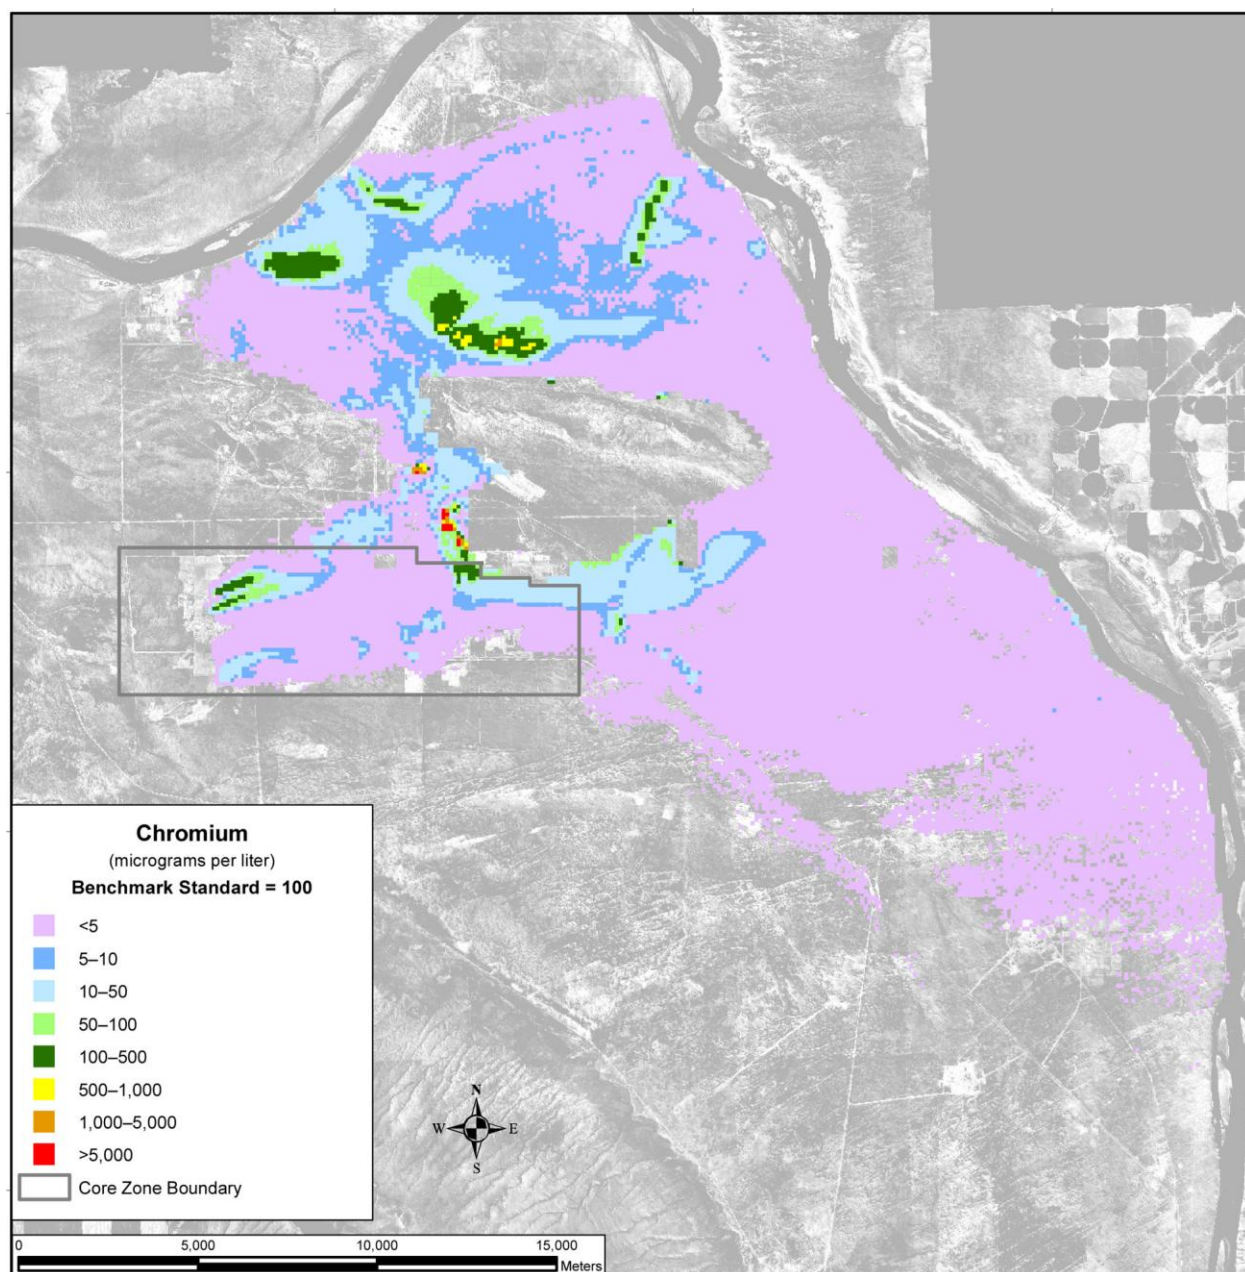 Chromium
(micrograms per liter)
Benchmark Standard = 100
<5
5–10
10–50
50–100
100–500
500–1,000
1,000–5,000
>5,000
Core Zone Boundary
N
W E
S
0 5,000 10,000 15,000
Meters